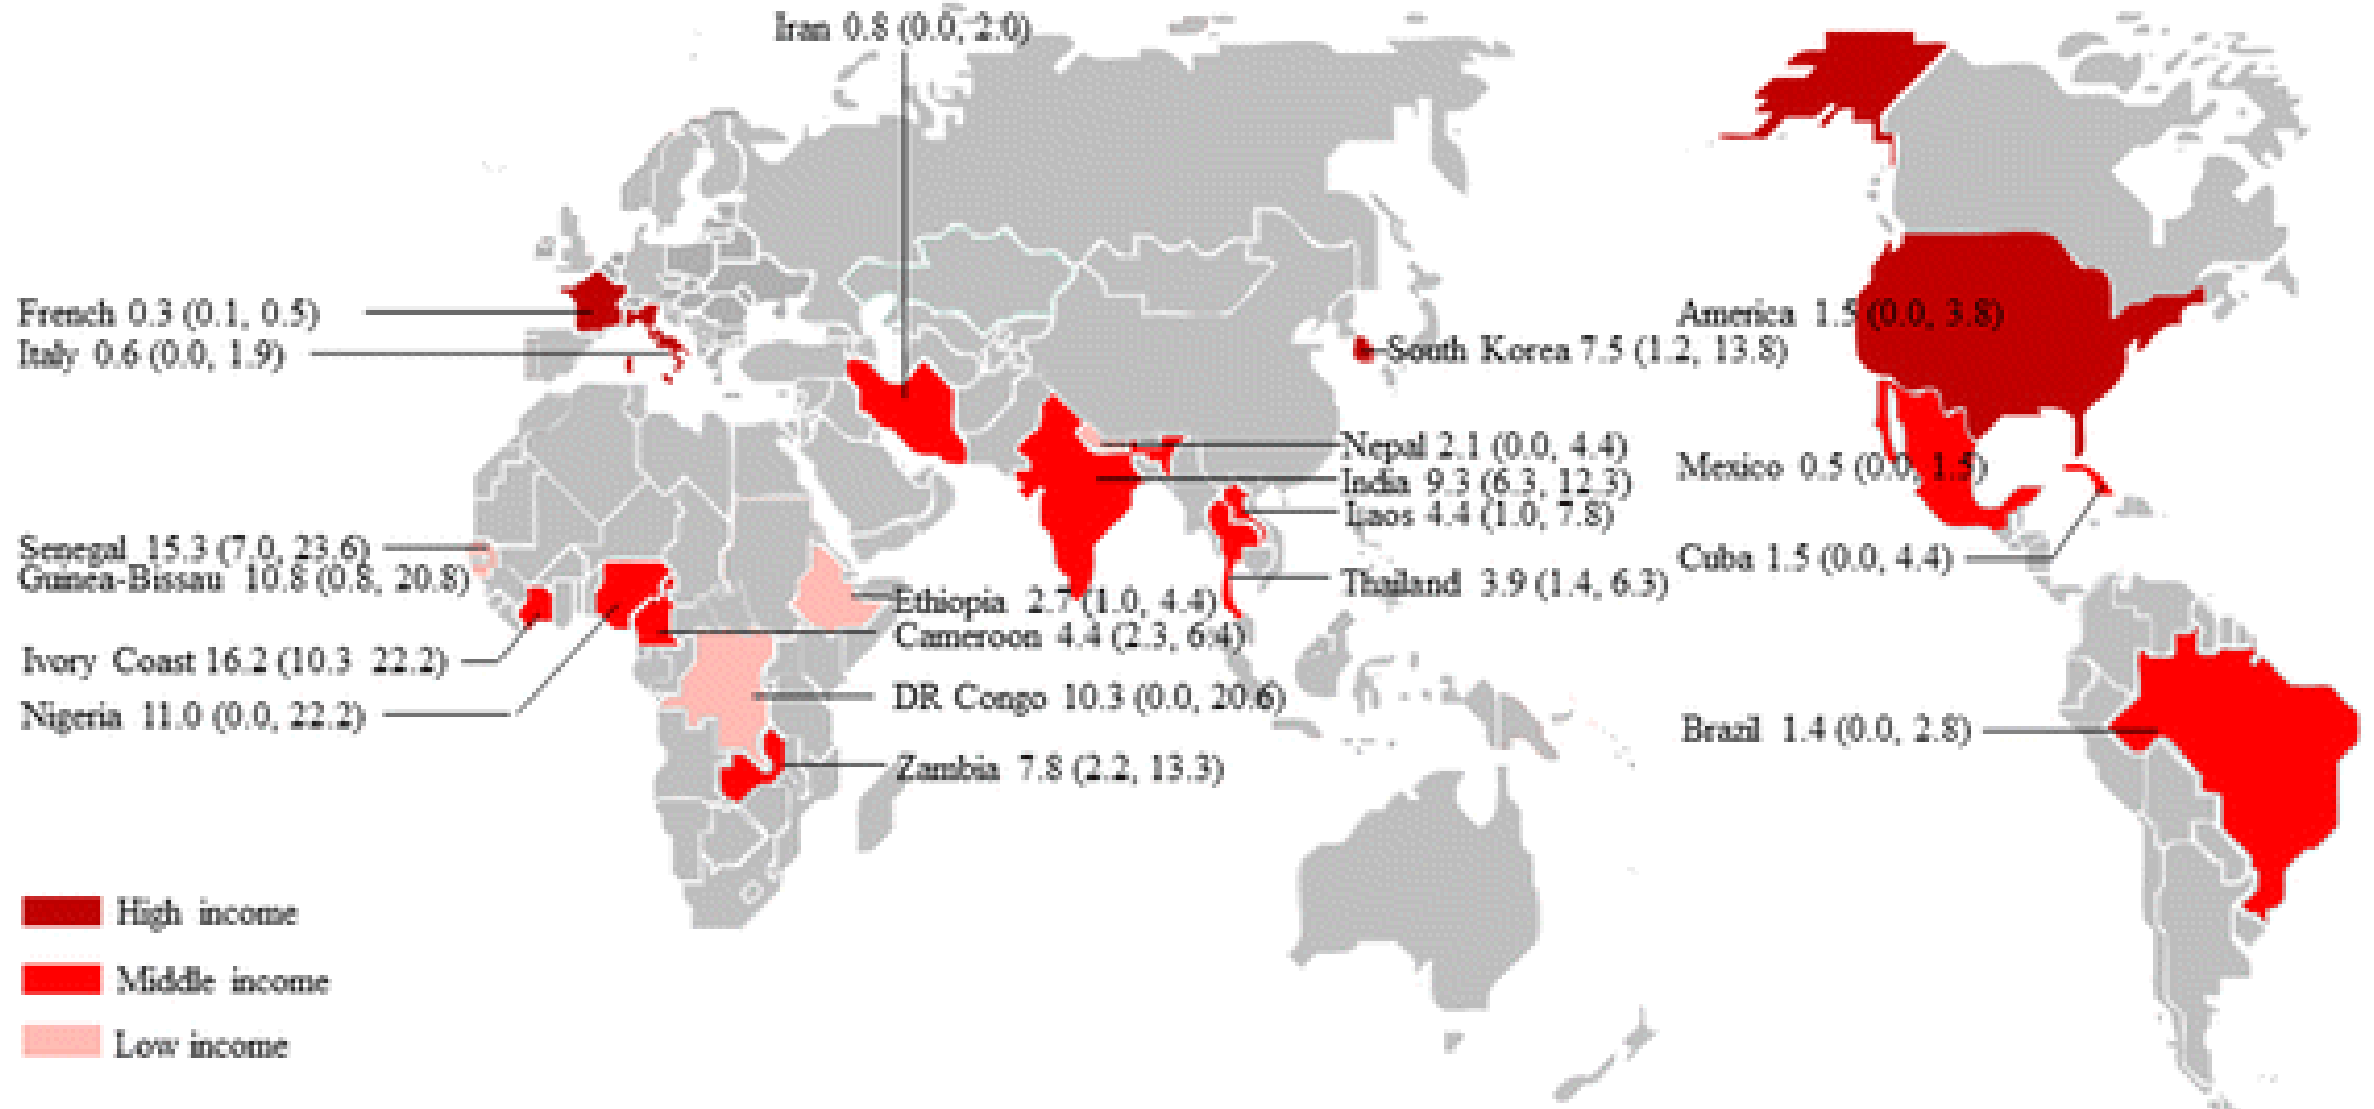 Iran 0.8 (0.0, 2.0)
French 0.3 (0.1, 0.5)
Italy 0.6 (0.0, 1.9)
America 1.5 (0.0, 3.8)
South Korea 7.5 (1.2, 13.8)
Nepal 2.1 (0.0, 4.4)
India 9.3 (6.3, 12.3)
Laos 4.4 (1.0, 7.8)
Thailand 3.9 (1.4, 6.3)
Mexico 0.5 (0.0, 1.5)
Cuba 1.5 (0.0, 4.4)
Senegal 15.3 (7.0, 23.6)
Guinea-Bissau 10.8 (0.8, 20.8)
Ethiopia 2.7 (1.0, 4.4)
Cameroon 4.4 (2.3, 6.4)
Ivory Coast 16.2 (10.3 22.2)
DR Congo 10.3 (0.0, 20.6)
Nigeria 11.0 (0.0, 22.2)
Brazil 1.4 (0.0, 2.8)
Zambia 7.8 (2.2, 13.3)
High income
Middle income
Low income